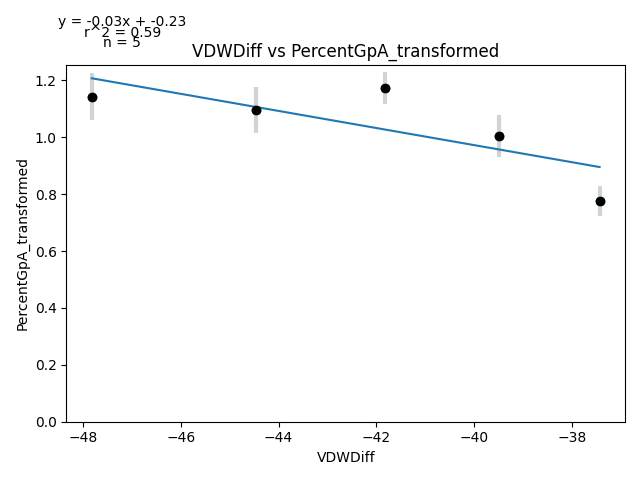 y = -0.03x + -0.23
r^2 = 0.59
n = 5
VDWDiff vs PercentGpA_transformed
1.2
1.0
0.8
0.6
0.4
0.2
0.0
PercentGpA_transformed
−48
−46
−44
−42
−40
−38
VDWDiff